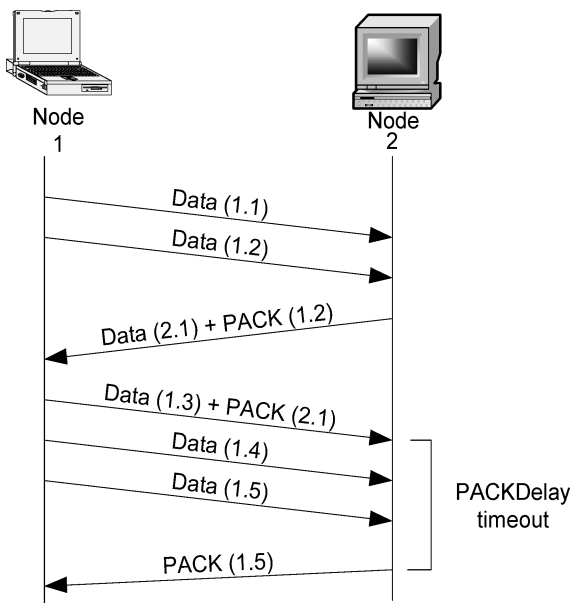 Node
1
Node
2
Data (1.1)
Data (1.2)
Data (2.1) + PACK (1.2)
Data (1.3) + PACK (2.1)
Data (1.4)
Data (1.5)
PACKDelay
timeout
PACK (1.5)